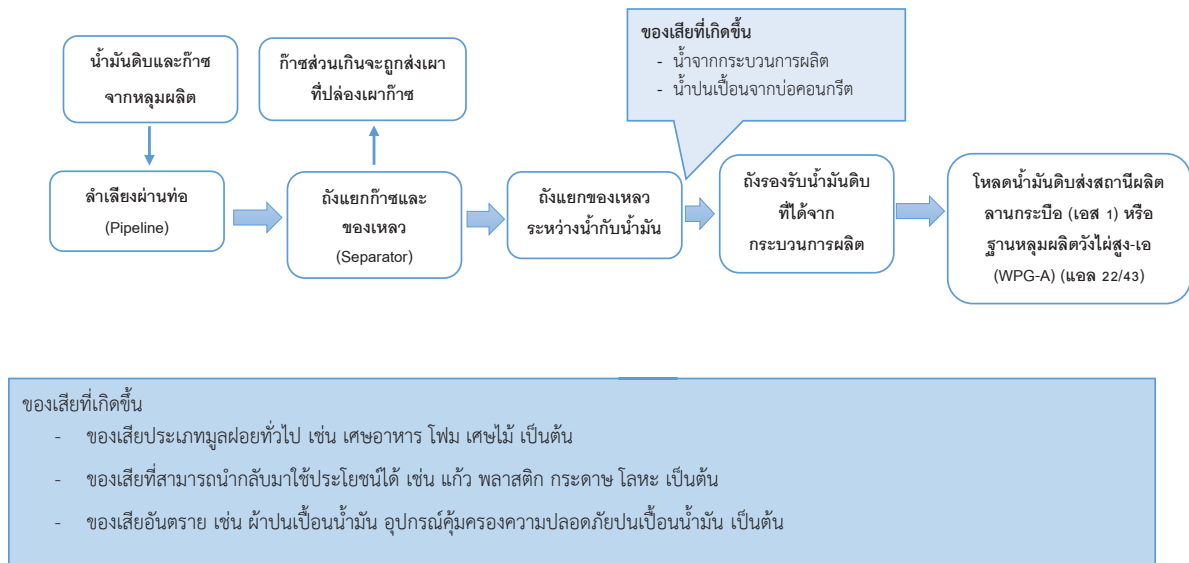 น้ำมันดิบและก๊าซ
จากหลุมผลิต
ก๊าซส่วนเกินจะถูกส่งเผา
ที่ปล่องเผาก๊าซ
ของเสียที่เกิดขึ้น
- น้ำจากกระบวนการผลิต
- น้ำปนเปื้อนจากบ่อคอนกรีต
ลำเลียงผ่านท่อ
(Pipeline)
ถังแยกก๊าซและ
ของเหลว
(Separator)
ถังแยกของเหลว
ระหว่างน้ำกับน้ำมัน
ถังรองรับน้ำมันดิบ
ที่ได้จาก
กระบวนการผลิต
โหลดน้ำมันดิบส่งสถานีผลิต
ลานกระบือ (เอส 1) หรือ
ฐานหลุมผลิตวังไผ่สูง-เอ
(WPG-A) (แอล 22/43)
ของเสียที่เกิดขึ้น
- ของเสียประเภทมูลฝอยทั่วไป เช่น เศษอาหาร โฟม เศษไม้ เป็นต้น
- ของเสียที่สามารถนำกลับมาใช้ประโยชน์ได้ เช่น แก้ว พลาสติก กระดาษ โลหะ เป็นต้น
- ของเสียอันตราย เช่น ผ้าปนเปื้อนน้ำมัน อุปกรณ์คุ้มครองความปลอดภัยปนเปื้อนน้ำมัน เป็นต้น